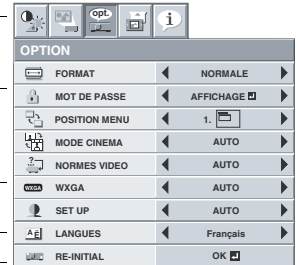 opt.
OPTION
FORMAT NORMALE
MOT DE PASSE AFFICHAGE
POSITION MENU 1.
MODE CINEMA AUTO
NORMES VIDEO AUTO
WXGA WXGA AUTO
SET UP AUTO
LANGUES Français
RE-INITIAL OK